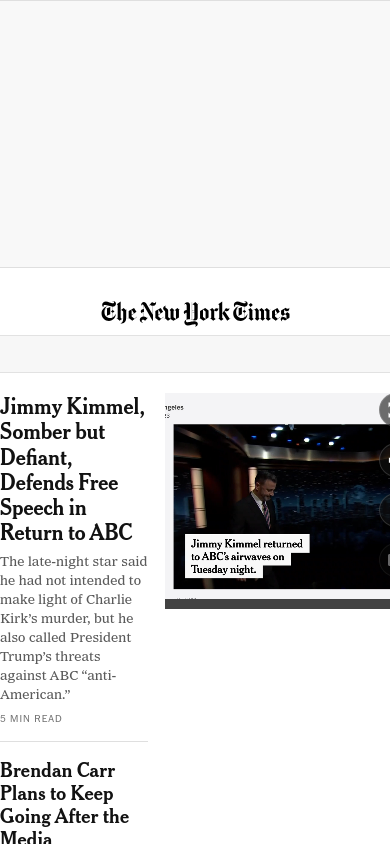 The New York Times
Jimmy Kimmel,
Somber but
Defiant,
Defends Free
Speech in
Return to ABC
The late-night star said
he had not intended to
make light of Charlie
Kirk’s murder, but he
also called President
Trump’s threats
against ABC “anti-
American.”
5 MIN READ
Brendan Carr
Plans to Keep
Going After the
Media
Jimmy Kimmel returned
to ABC’s airwaves on
Tuesday night.